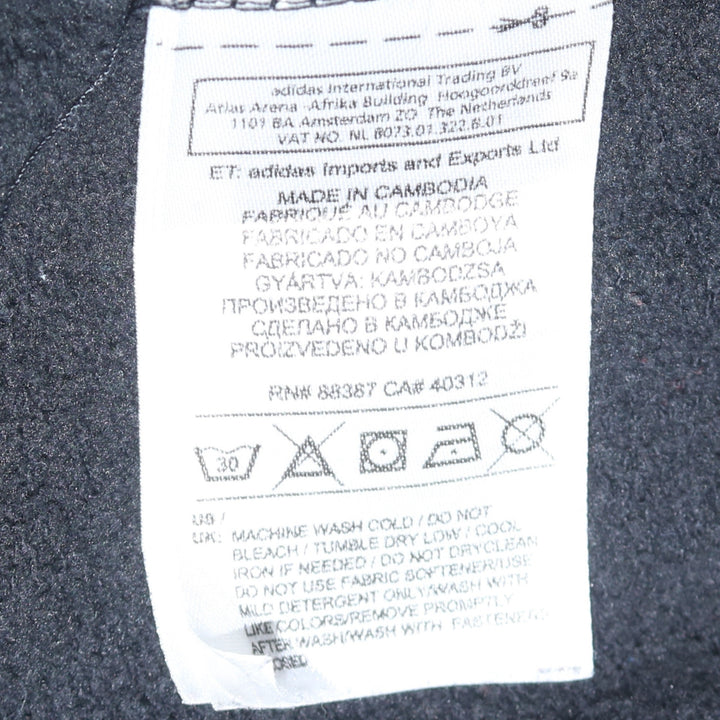 adidas International Trading BV
Atlas Arena -Afrika Building Hoogoorddreef 9a
1101 BA Amsterdam ZO The Netherlands
VAT NO. NL 8073.01.322.B.01
ET: adidas Imports and Exports Ltd
MADE IN CAMBODIA
FABRIQUÉ AU CAMBODGE
FABRICADO EN CAMBOYA
FABRICADO NO CAMBOJA
GYÁRTVA: KAMBODZSA
ПРОИЗВЕДЕНО В КАМБОДЖА
СДЕЛАНО В КАМБОДЖЕ
PROIZVEDENO U KOMBODŽI
RN# 88387 CA# 40312
30
US /
UK: MACHINE WASH COLD / DO NOT
BLEACH / TUMBLE DRY LOW / COOL
IRON IF NEEDED / DO NOT DRYCLEAN
DO NOT USE FABRIC SOFTENER/USE
MILD DETERGENT ONLY/WASH WITH
LIKE COLORS/REMOVE PROMPTLY
AFTER WASH/WASH WITH FASTENERS